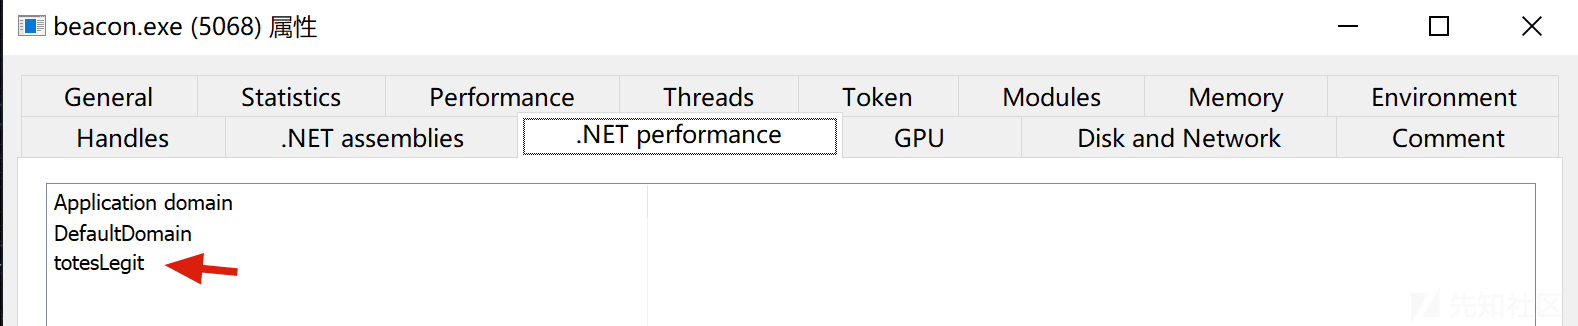 beacon.exe (5068) 属性
General Statistics Performance Threads Token Modules Memory Environment
Handles .NET assemblies .NET performance GPU Disk and Network Comment
Application domain
DefaultDomain
totesLegit
先知社区